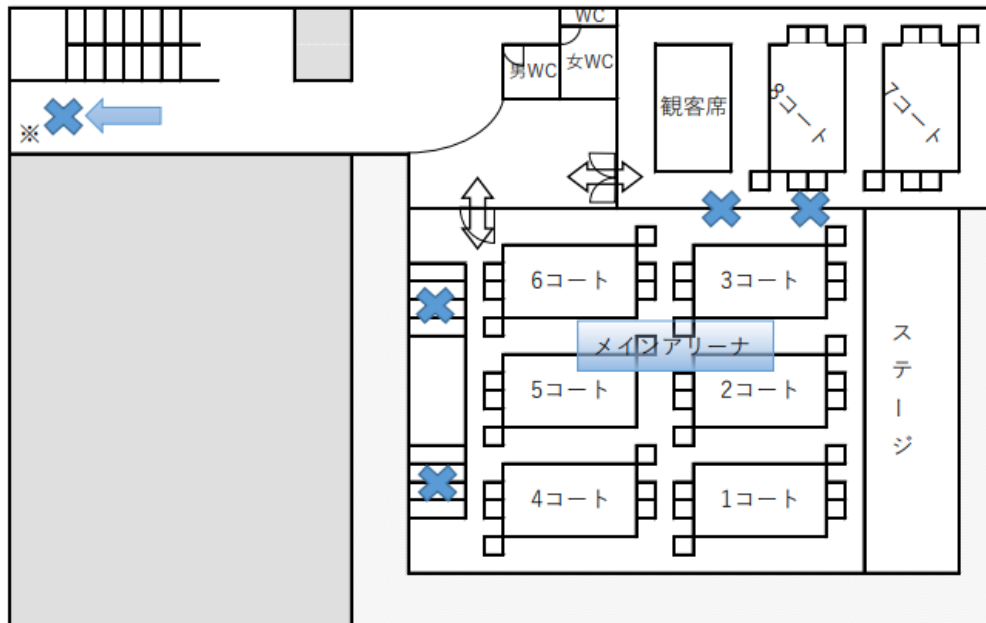 WC
男WC
女WC
観客席
8コート
7コート
※
6コート
3コート
メインアリーナ
5コート
2コート
4コート
1コート
ステージ